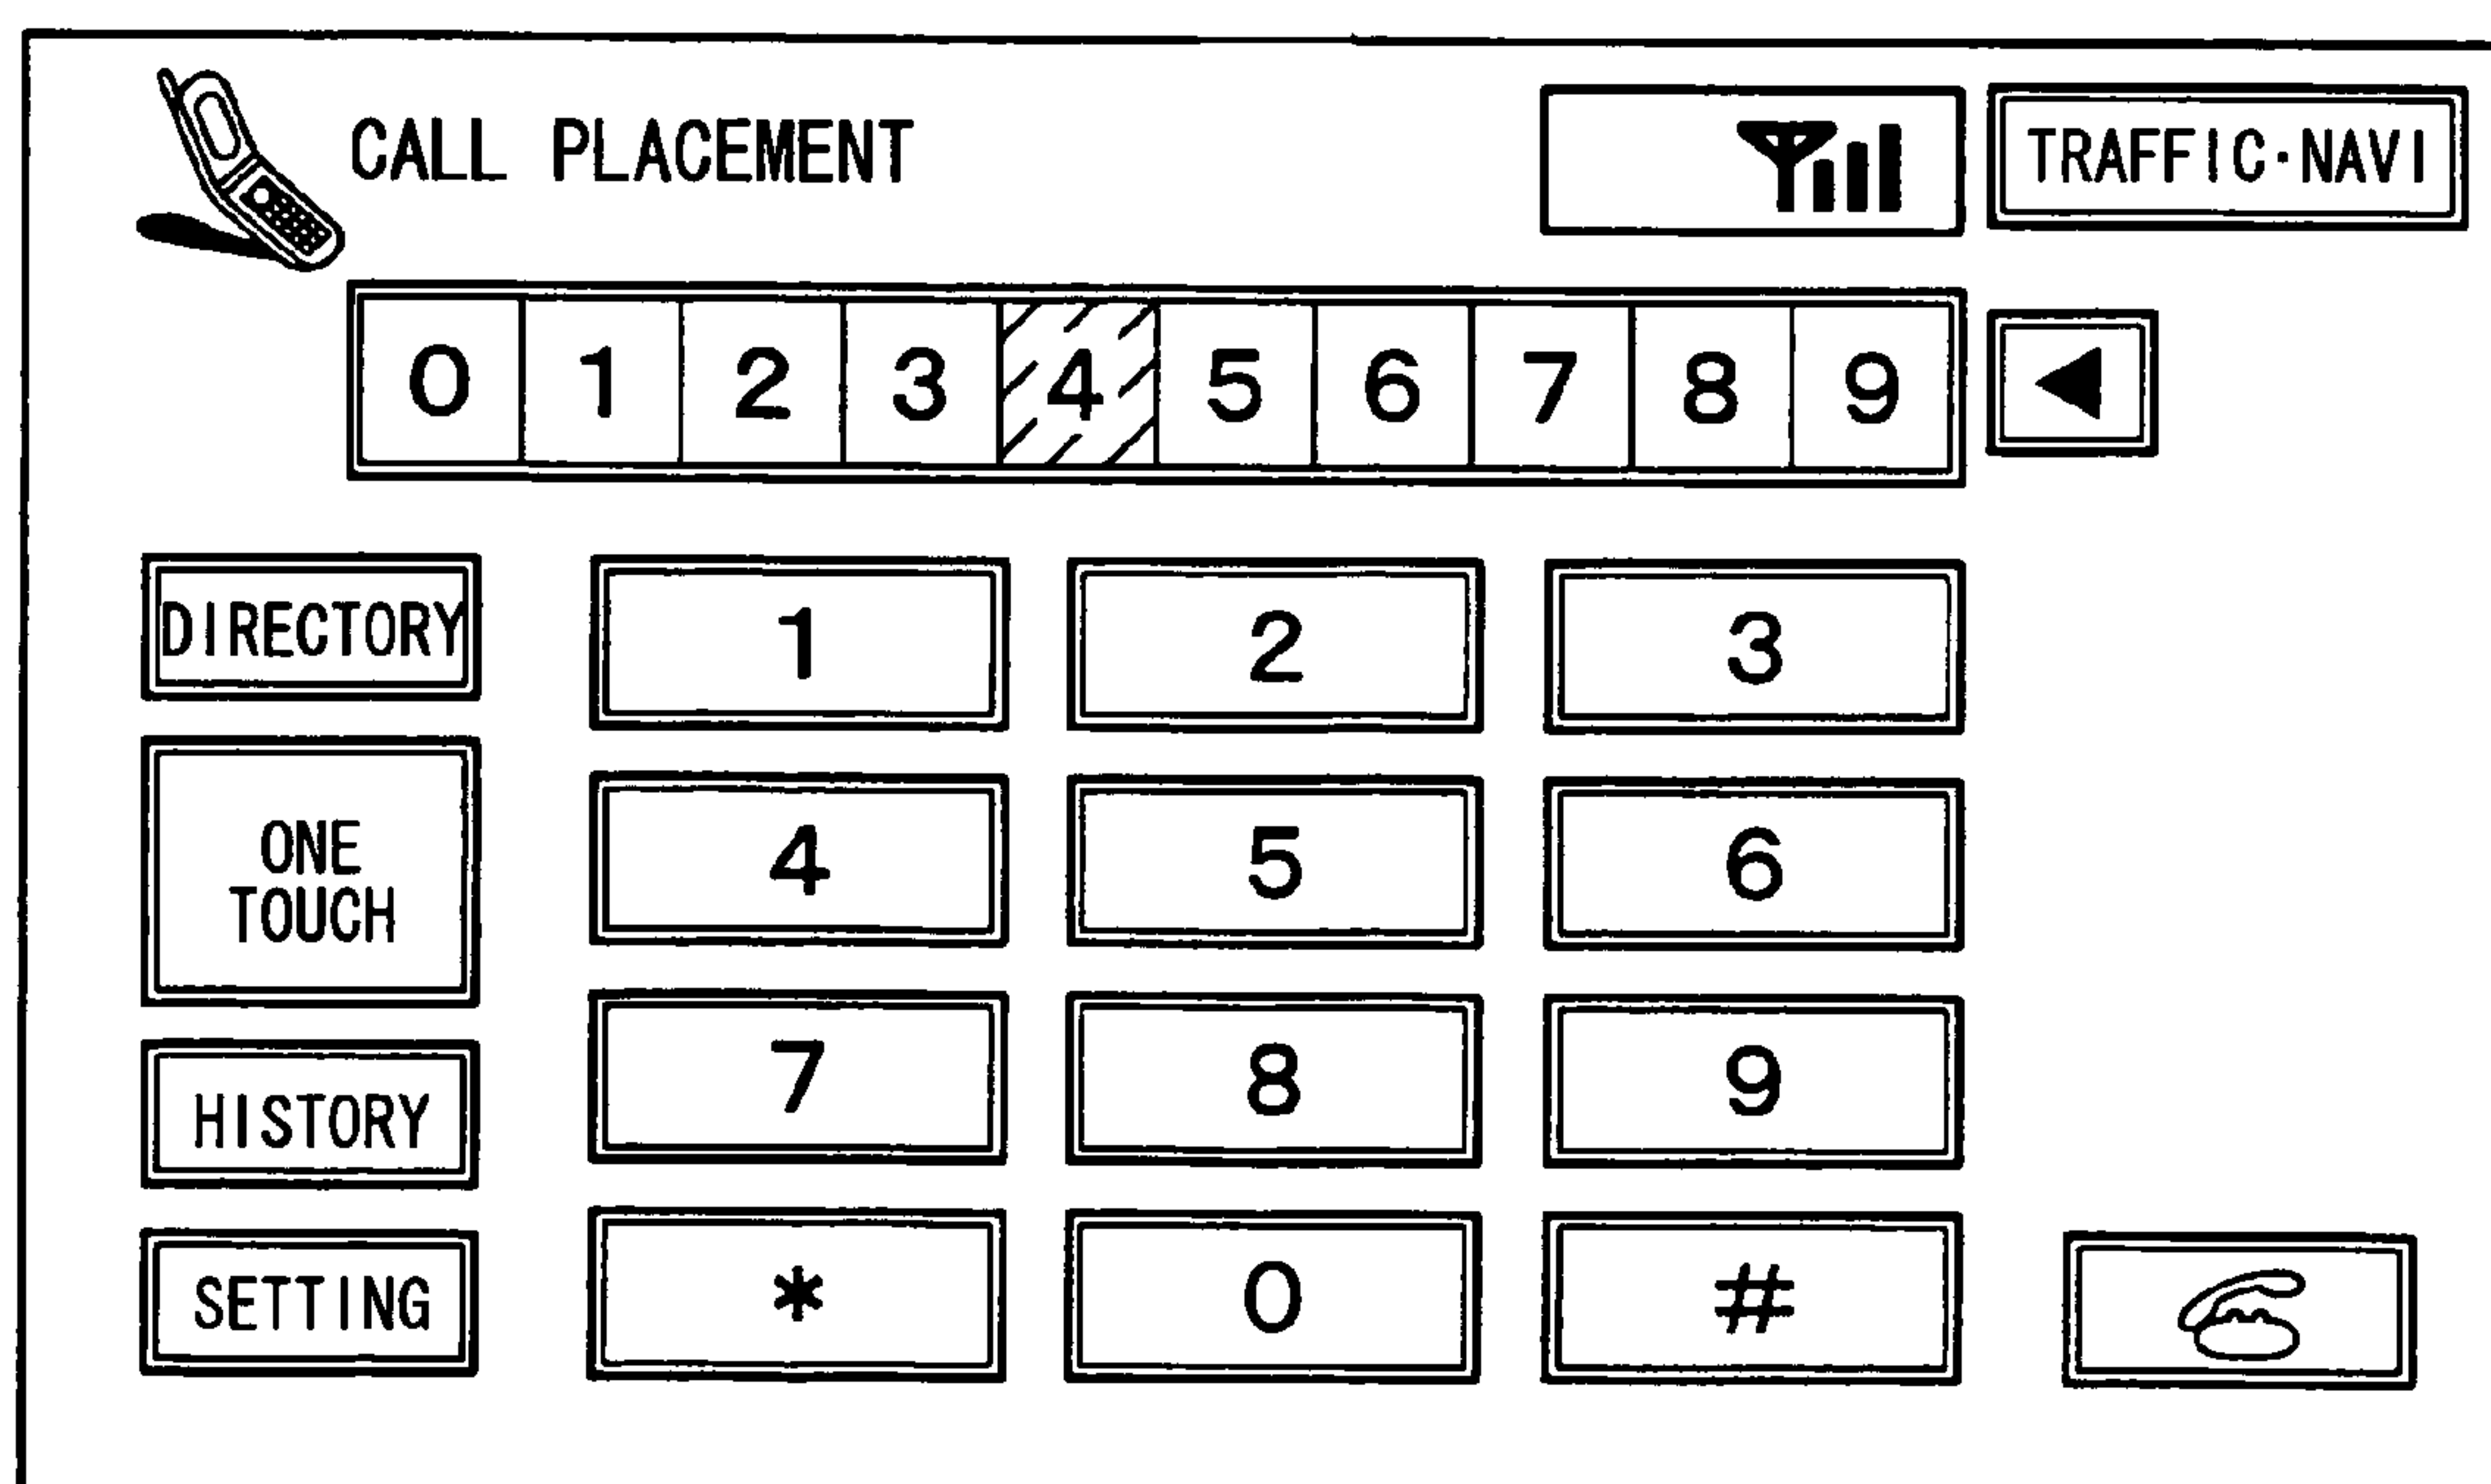 CALL PLACEMENT
TRAFFIC·NAVI
0 1 2 3 4 5 6 7 8 9
DIRECTORY
1 2 3
ONE
TOUCH
4 5 6
HISTORY
7 8 9
SETTING
* 0 #